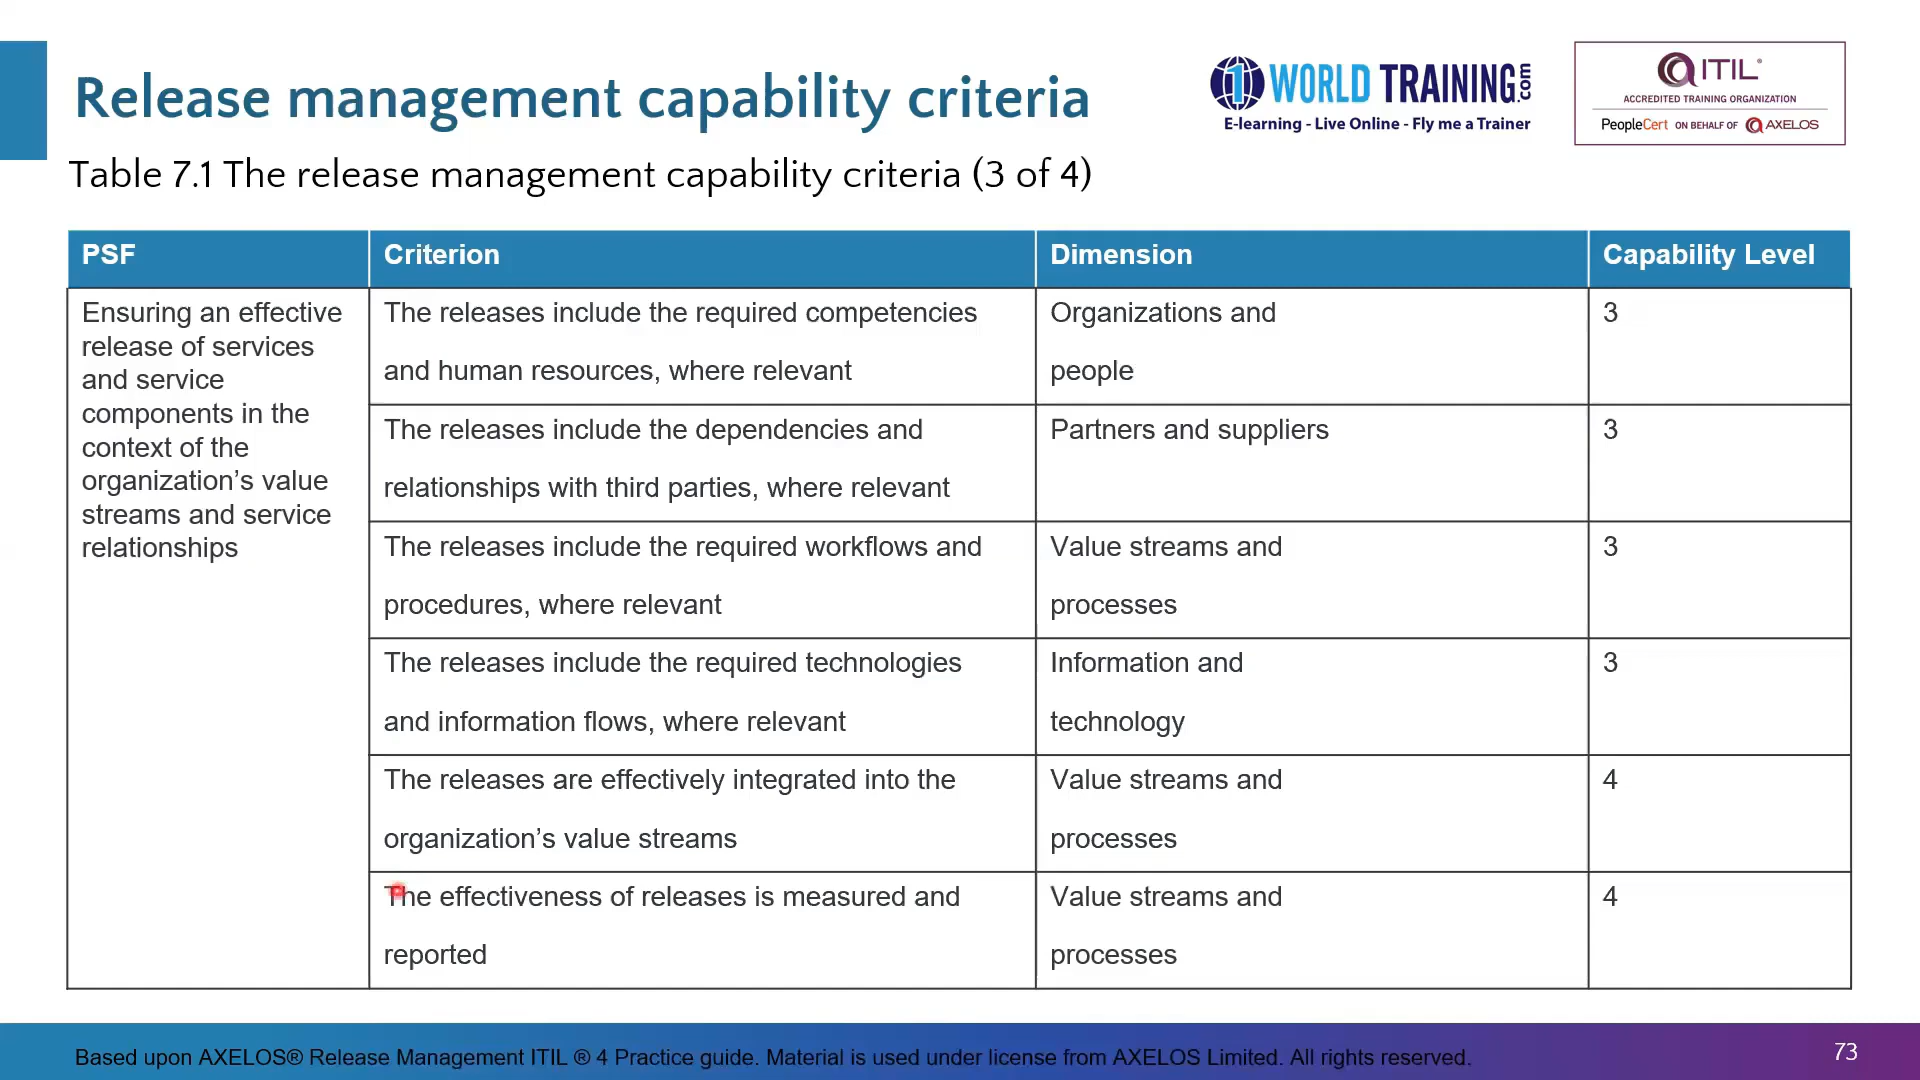 Release management capability criteria
1 WORLD TRAINING.com
E-learning - Live Online - Fly me a Trainer
ITIL®
ACCREDITED TRAINING ORGANIZATION
PeopleCert ON BEHALF OF AXELOS
Table 7.1 The release management capability criteria (3 of 4)
PSF
Criterion
Dimension
Capability Level
Ensuring an effective
release of services
and service
components in the
context of the
organization’s value
streams and service
relationships
The releases include the required competencies
and human resources, where relevant
Organizations and
people
3
The releases include the dependencies and
relationships with third parties, where relevant
Partners and suppliers
3
The releases include the required workflows and
procedures, where relevant
Value streams and
processes
3
The releases include the required technologies
and information flows, where relevant
Information and
technology
3
The releases are effectively integrated into the
organization’s value streams
Value streams and
processes
4
The effectiveness of releases is measured and
reported
Value streams and
processes
4
Based upon AXELOS® Release Management ITIL ® 4 Practice guide. Material is used under license from AXELOS Limited. All rights reserved.
73